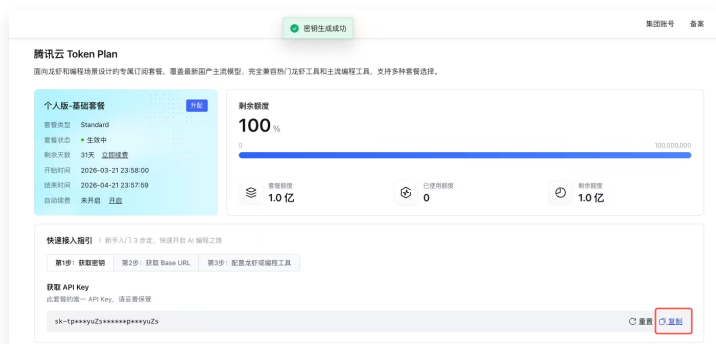 密钥生成成功
集团账号 备案
腾讯云 Token Plan
面向龙虾和编程场景设计的专属订阅套餐，覆盖最新国产主流模型、完全兼容热门龙虾工具和主流编程工具，支持多种套餐选择。
个人版-基础套餐 升配
套餐类型 Standard
套餐状态 生效中
剩余天数 31天 立即续费
开始时间 2026-03-21 23:58:00
结束时间 2026-04-21 23:57:59
自动续费 未开启 开启
剩余额度
100 %
0 100,000,000
套餐额度
1.0 亿
已使用额度
0
剩余额度
1.0 亿
快速接入指引 | 新手入门 3 步走，快速开启 AI 编程之旅
第1步：获取密钥 第2步：获取 Base URL 第3步：配置龙虾或编程工具
获取 API Key
此套餐的唯一 API Key，请妥善保管
sk-tp***yuZs******p***yuZs 重置 复制